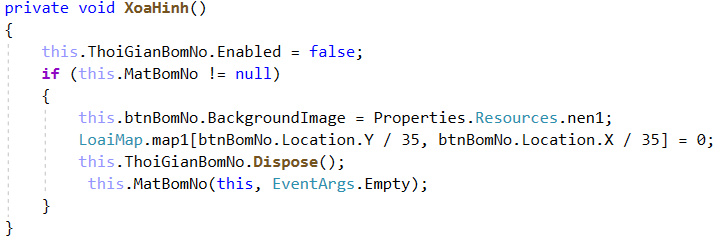 private void XoaHinh()
{
    this.ThoiGianBomNo.Enabled = false;
    if (this.MatBomNo != null)
    {
        this.btnBomNo.BackgroundImage = Properties.Resources.nen1;
        LoaiMap.map1[btnBomNo.Location.Y / 35, btnBomNo.Location.X / 35] = 0;
        this.ThoiGianBomNo.Dispose();
         this.MatBomNo(this, EventArgs.Empty);
    }
}